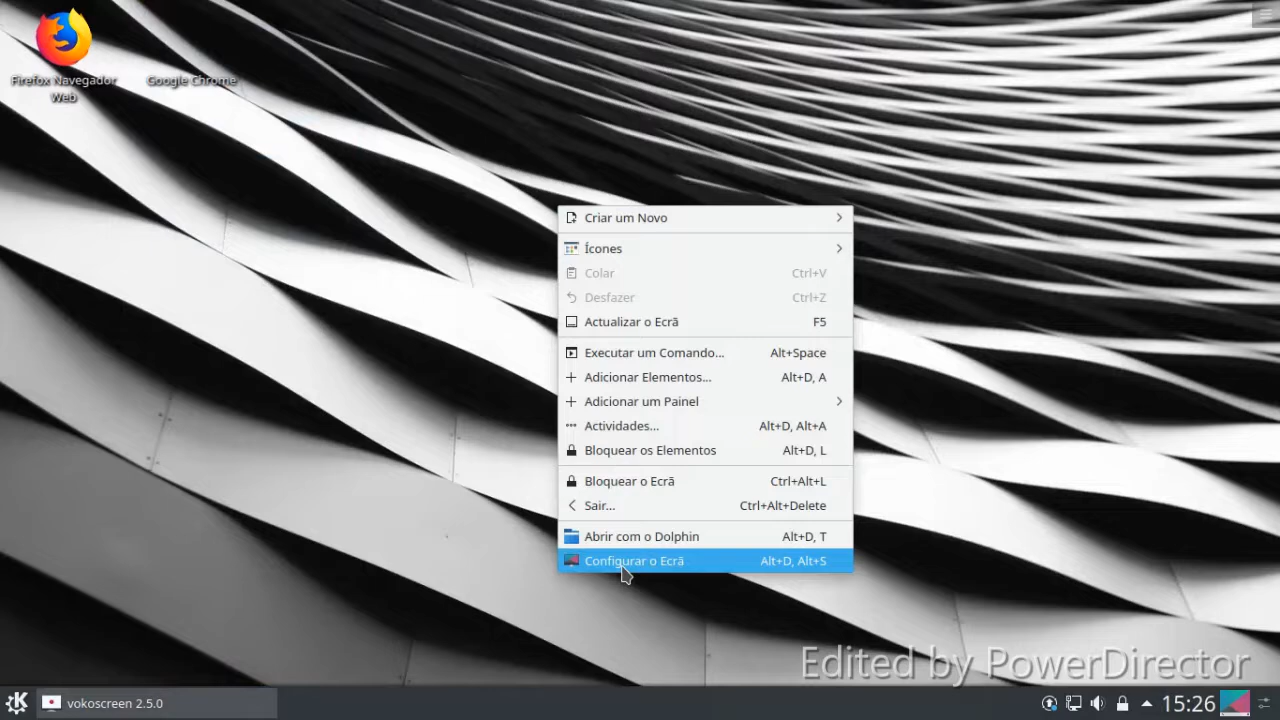 Firefox Navegador
Web
Google Chrome
Criar um Novo
Ícones
Colar Ctrl+V
Desfazer Ctrl+Z
Actualizar o Ecrã F5
Executar um Comando... Alt+Space
Adicionar Elementos... Alt+D, A
Adicionar um Painel
Actividades... Alt+D, Alt+A
Bloquear os Elementos Alt+D, L
Bloquear o Ecrã Ctrl+Alt+L
Sair... Ctrl+Alt+Delete
Abrir com o Dolphin Alt+D, T
Configurar o Ecrã Alt+D, Alt+S
Edited by PowerDirector
vokoscreen 2.5.0
15:26